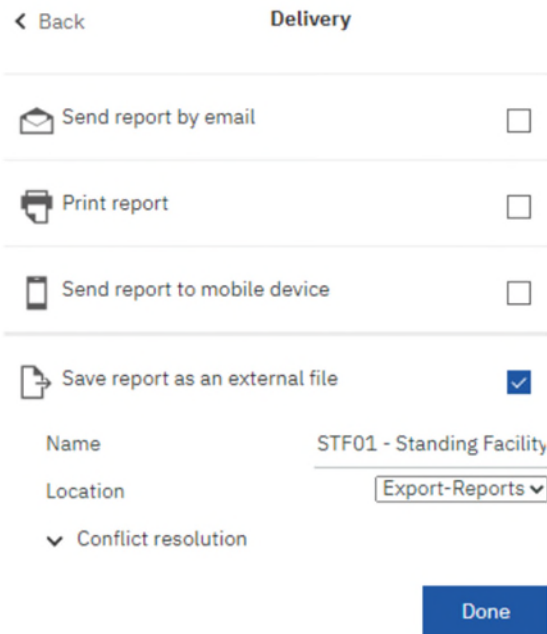 Back
Delivery
Send report by email
Print report
Send report to mobile device
Save report as an external file
Name STF01 - Standing Facility
Location Export-Reports
Conflict resolution
Done